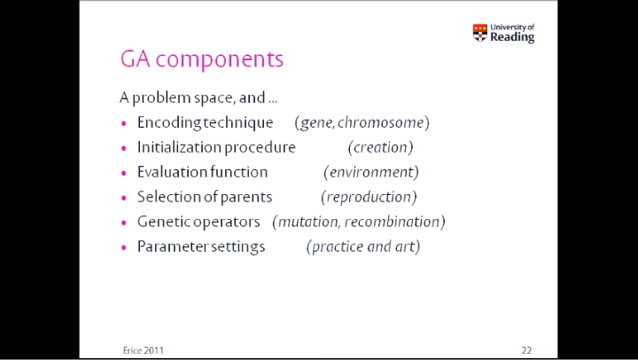 University of
Reading
GA components
A problem space, and ...
• Encoding technique (gene, chromosome)
• Initialization procedure (creation)
• Evaluation function (environment)
• Selection of parents (reproduction)
• Genetic operators (mutation, recombination)
• Parameter settings (practice and art)
Erice 2011
22